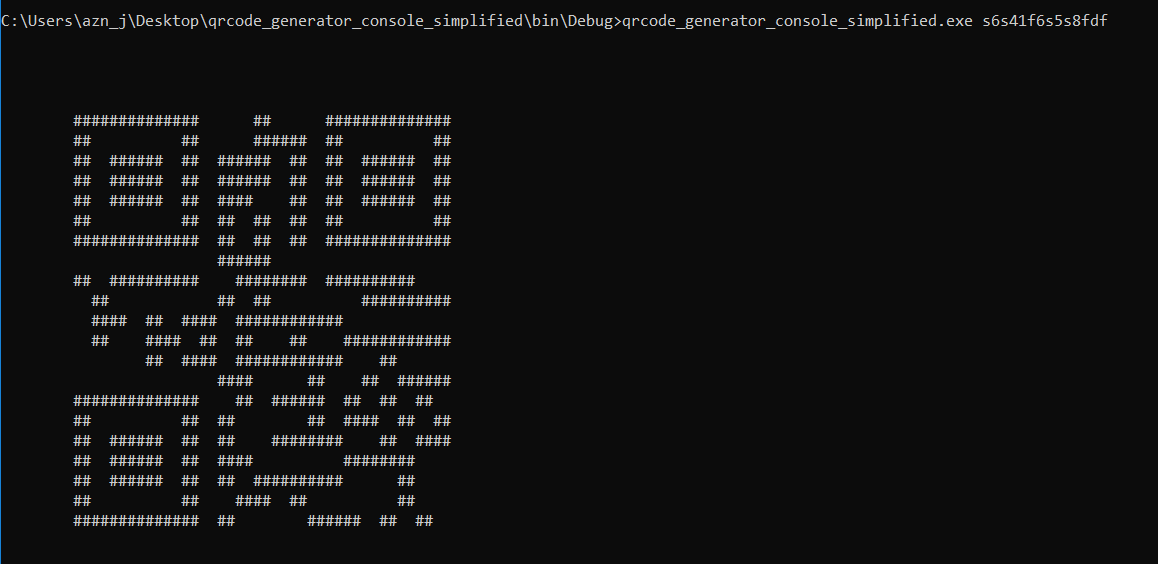 C:\Users\azn_j\Desktop\qrcode_generator_console_simplified\bin\Debug>qrcode_generator_console_simplified.exe s6s41f6s5s8fdf
        ##############      ##      ##############
        ##          ##      ######  ##          ##
        ##  ######  ##  ######  ##  ##  ######  ##
        ##  ######  ##  ######  ##  ##  ######  ##
        ##  ######  ##  ####    ##  ##  ######  ##
        ##          ##  ##  ##  ##  ##          ##
        ##############  ##  ##  ##  ##############
                        ######
        ##  ##########    ########  ##########
          ##            ##  ##          ##########
          ####  ##  ####  ############
          ##    ####  ##  ##    ##    ############
                ##  ####  ############    ##
                        ####      ##    ##  ######
        ##############    ##  ######  ##  ##  ##
        ##          ##  ##        ##  ####  ##  ##
        ##  ######  ##  ##    ########    ##  ####
        ##  ######  ##  ####          ########
        ##  ######  ##  ##  ##########      ##
        ##          ##    ####  ##          ##
        ##############  ##        ######  ##  ##